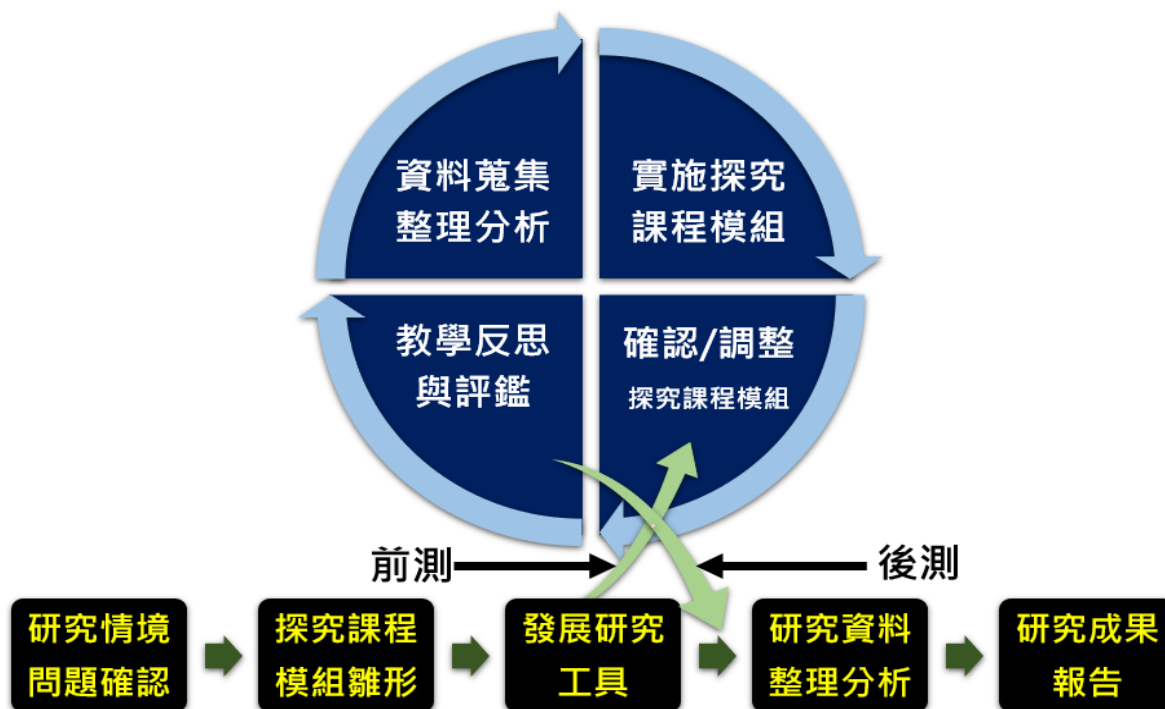 資料蒐集
整理分析
實施探究
課程模組
教學反思
與評鑑
確認/調整
探究課程模組
前測
後測
研究情境
問題確認
探究課程
模組雛形
發展研究
工具
研究資料
整理分析
研究成果
報告